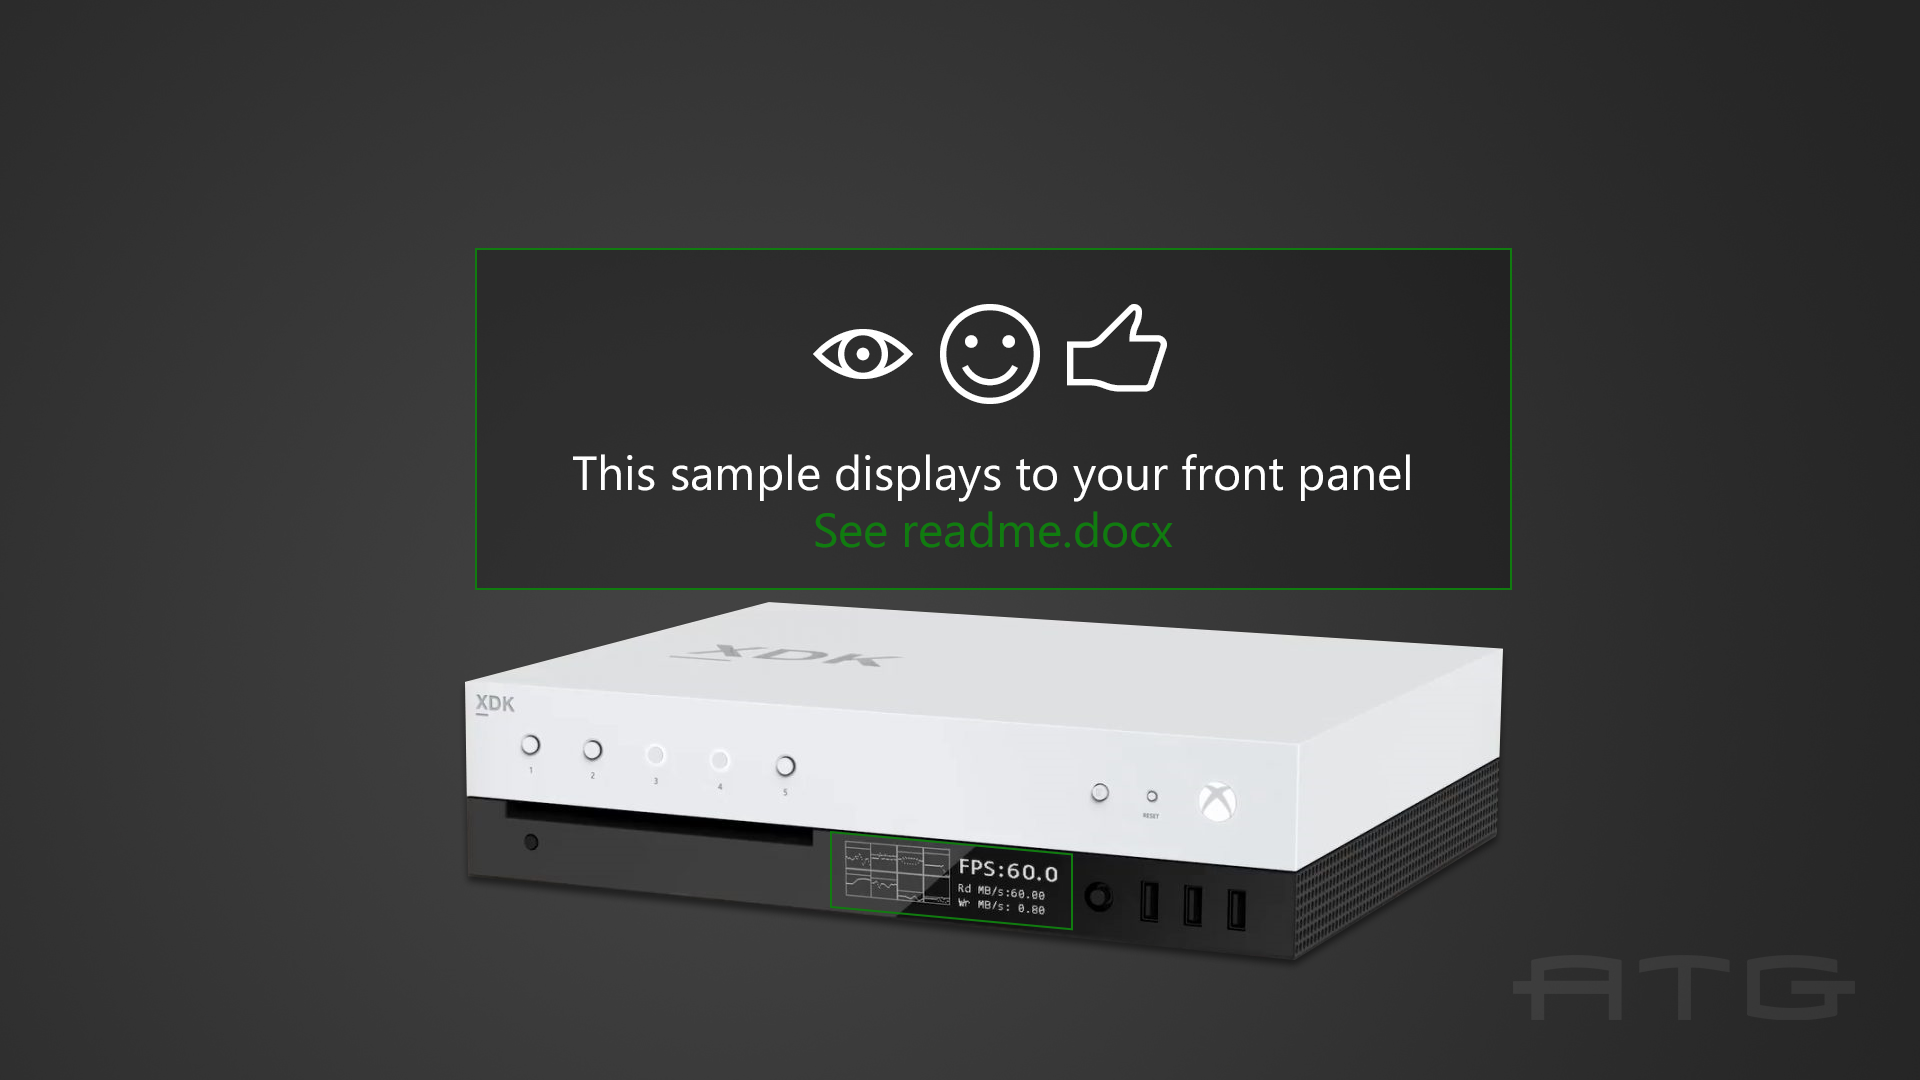 This sample displays to your front panel
See readme.docx
XDK
XDK
1
2
3
4
5
RESET
FPS:60.0
Rd MB/s:60.00
Wr MB/s: 0.80
ATG